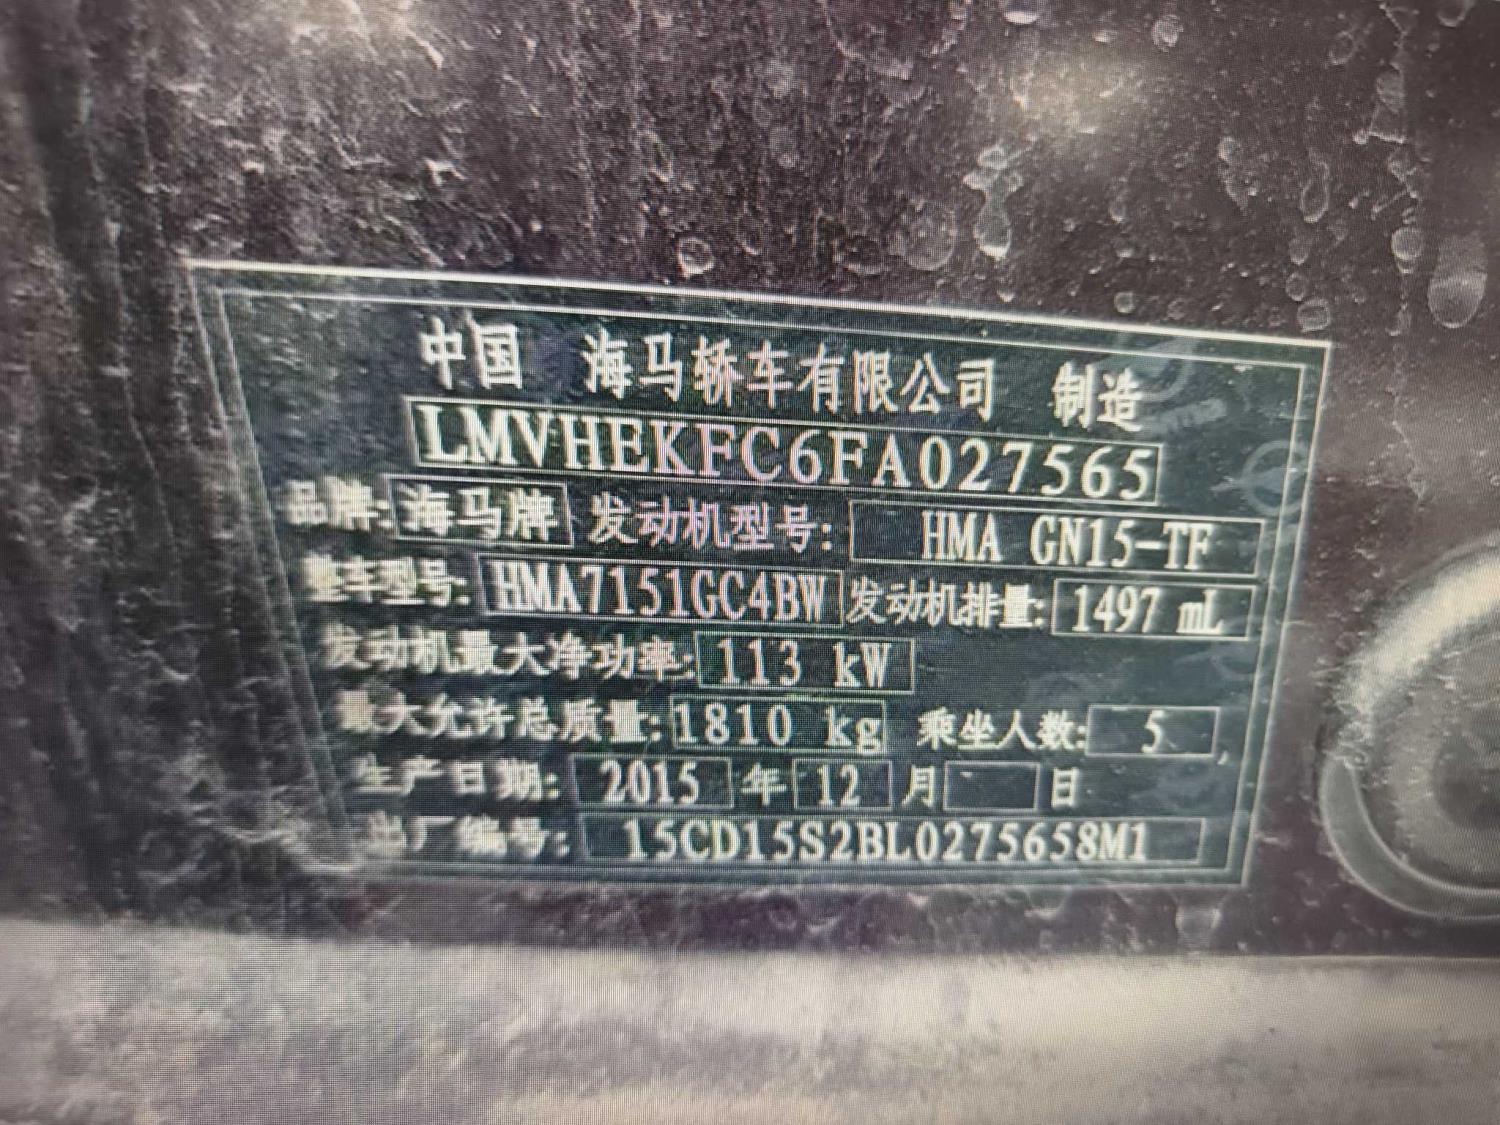 中国 海马轿车有限公司 制造
LMVHEKFC6FA027565
品牌: 海马牌 发动机型号: HMA GN15-TF
整车型号: HMA7151GC4BW 发动机排量: 1497 mL
发动机最大净功率: 113 kW
最大允许总质量: 1810 kg 乘坐人数: 5
生产日期: 2015 年 12 月 日
出厂编号: 15CD15S2BL0275658M1